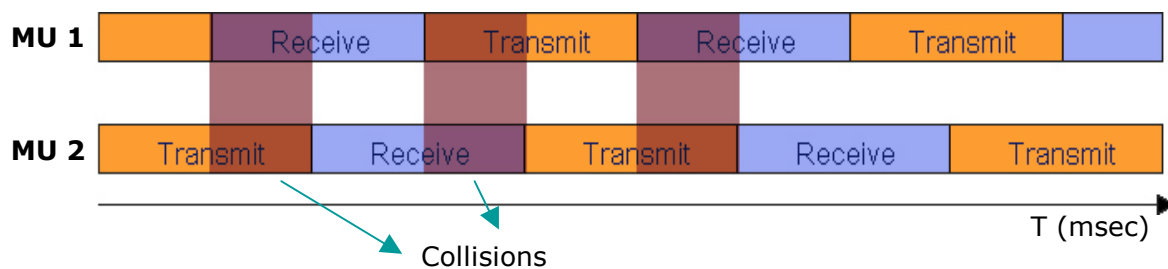 MU 1 Receive Transmit Receive Transmit
MU 2 Transmit Receive Transmit Receive Transmit
T (msec)
Collisions